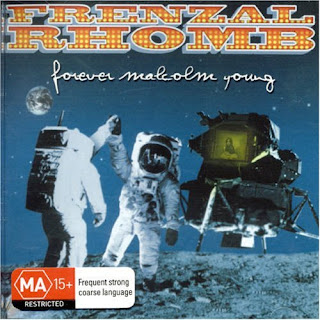 FRENZAL
RHOMB
forever malcolm young
MA 15+
RESTRICTED
Frequent strong
coarse language